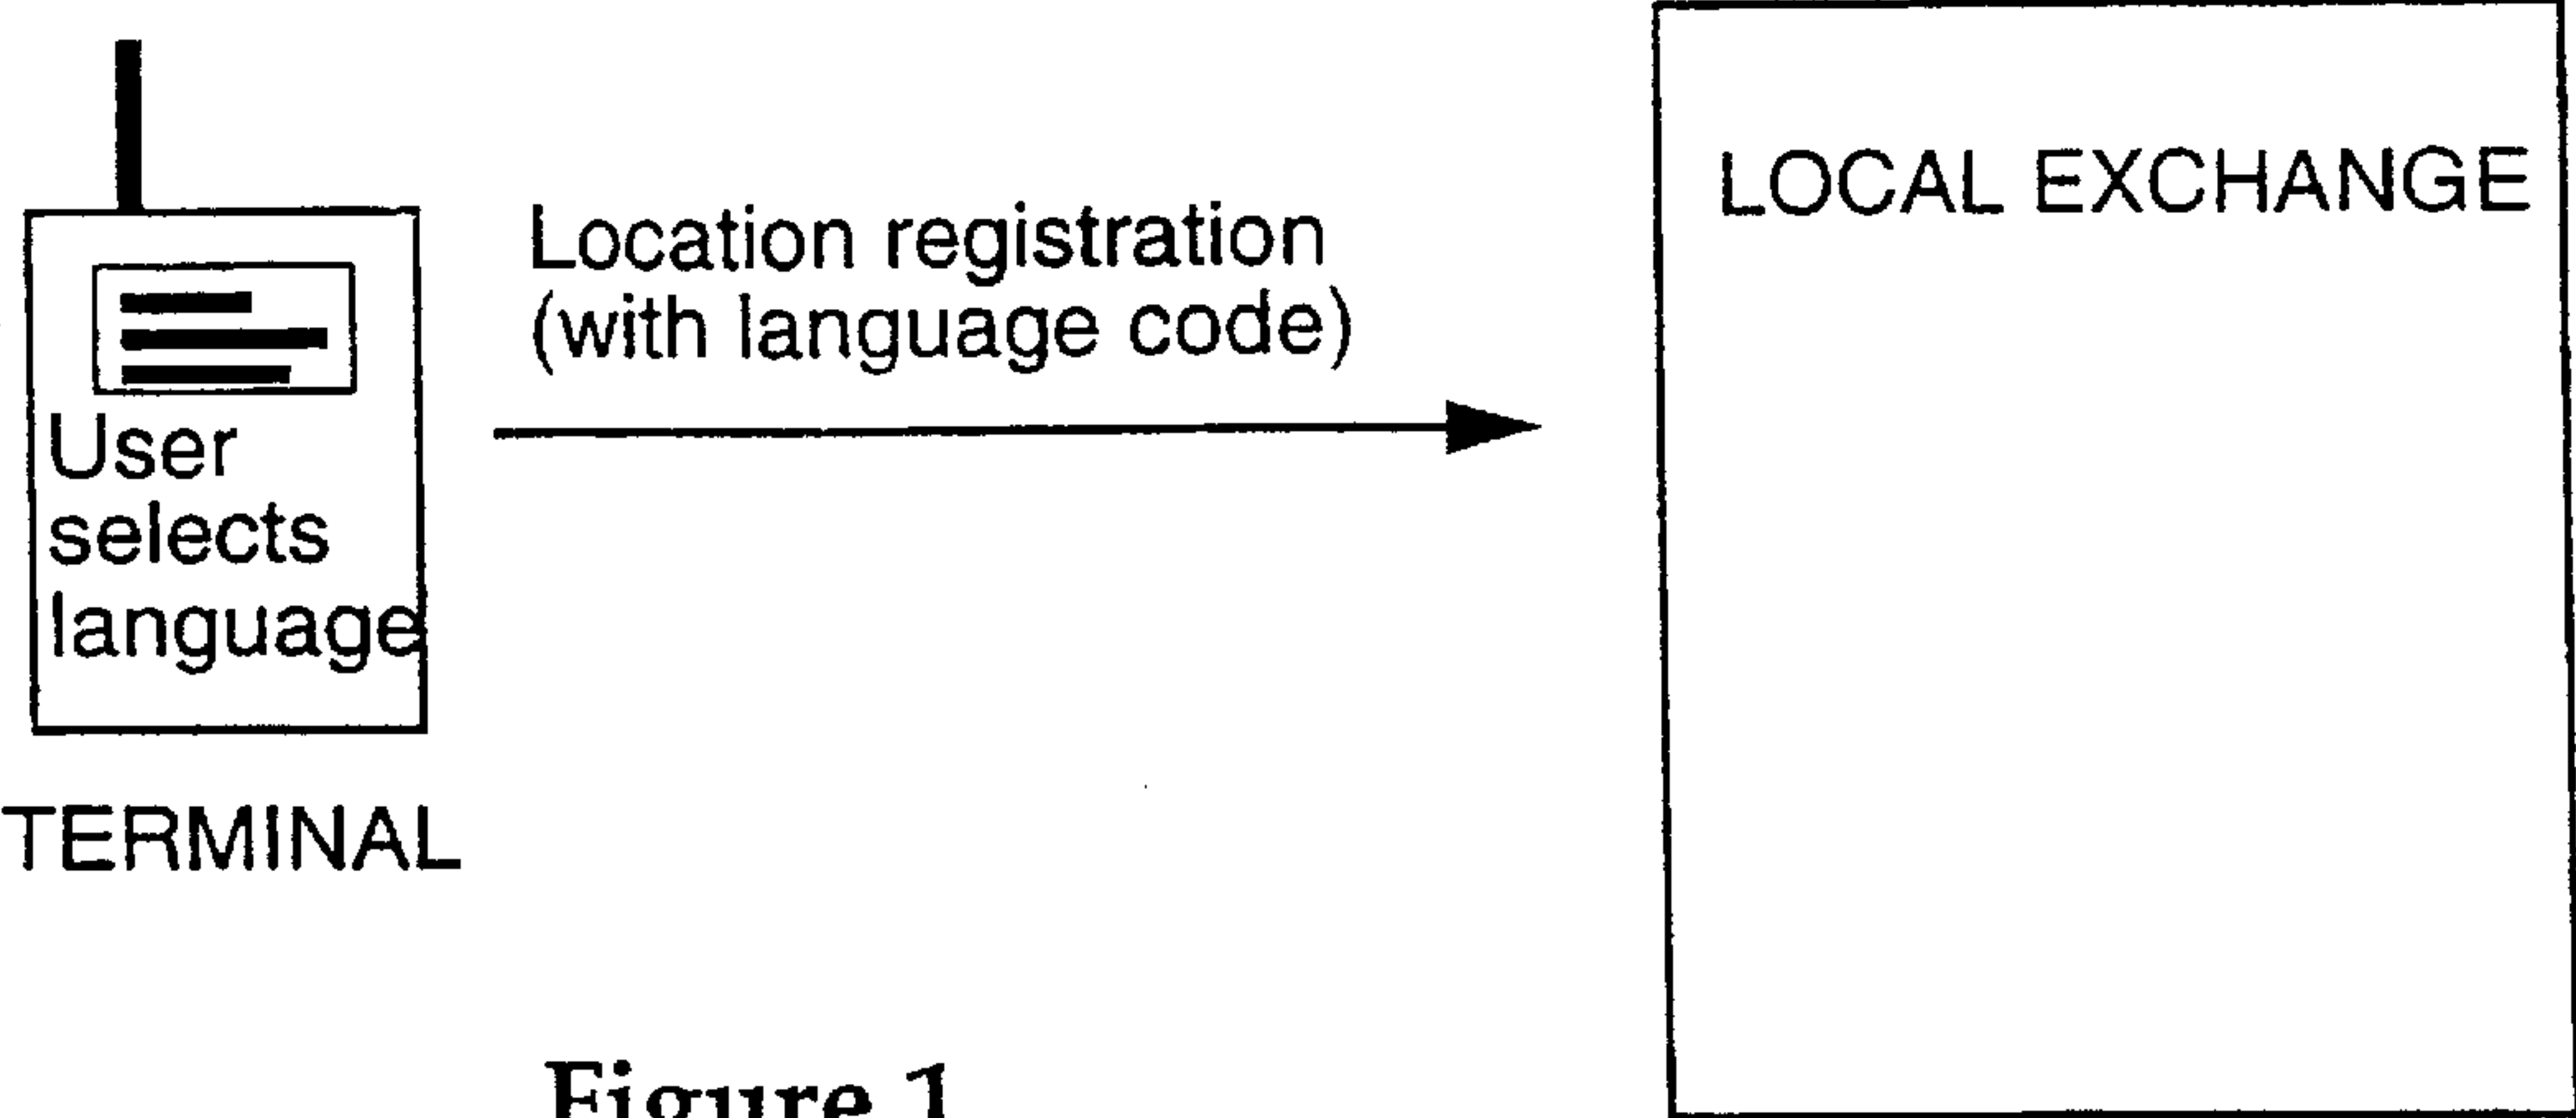 LOCAL EXCHANGE
Location registration
(with language code)
User
selects
language
TERMINAL
Figure 1